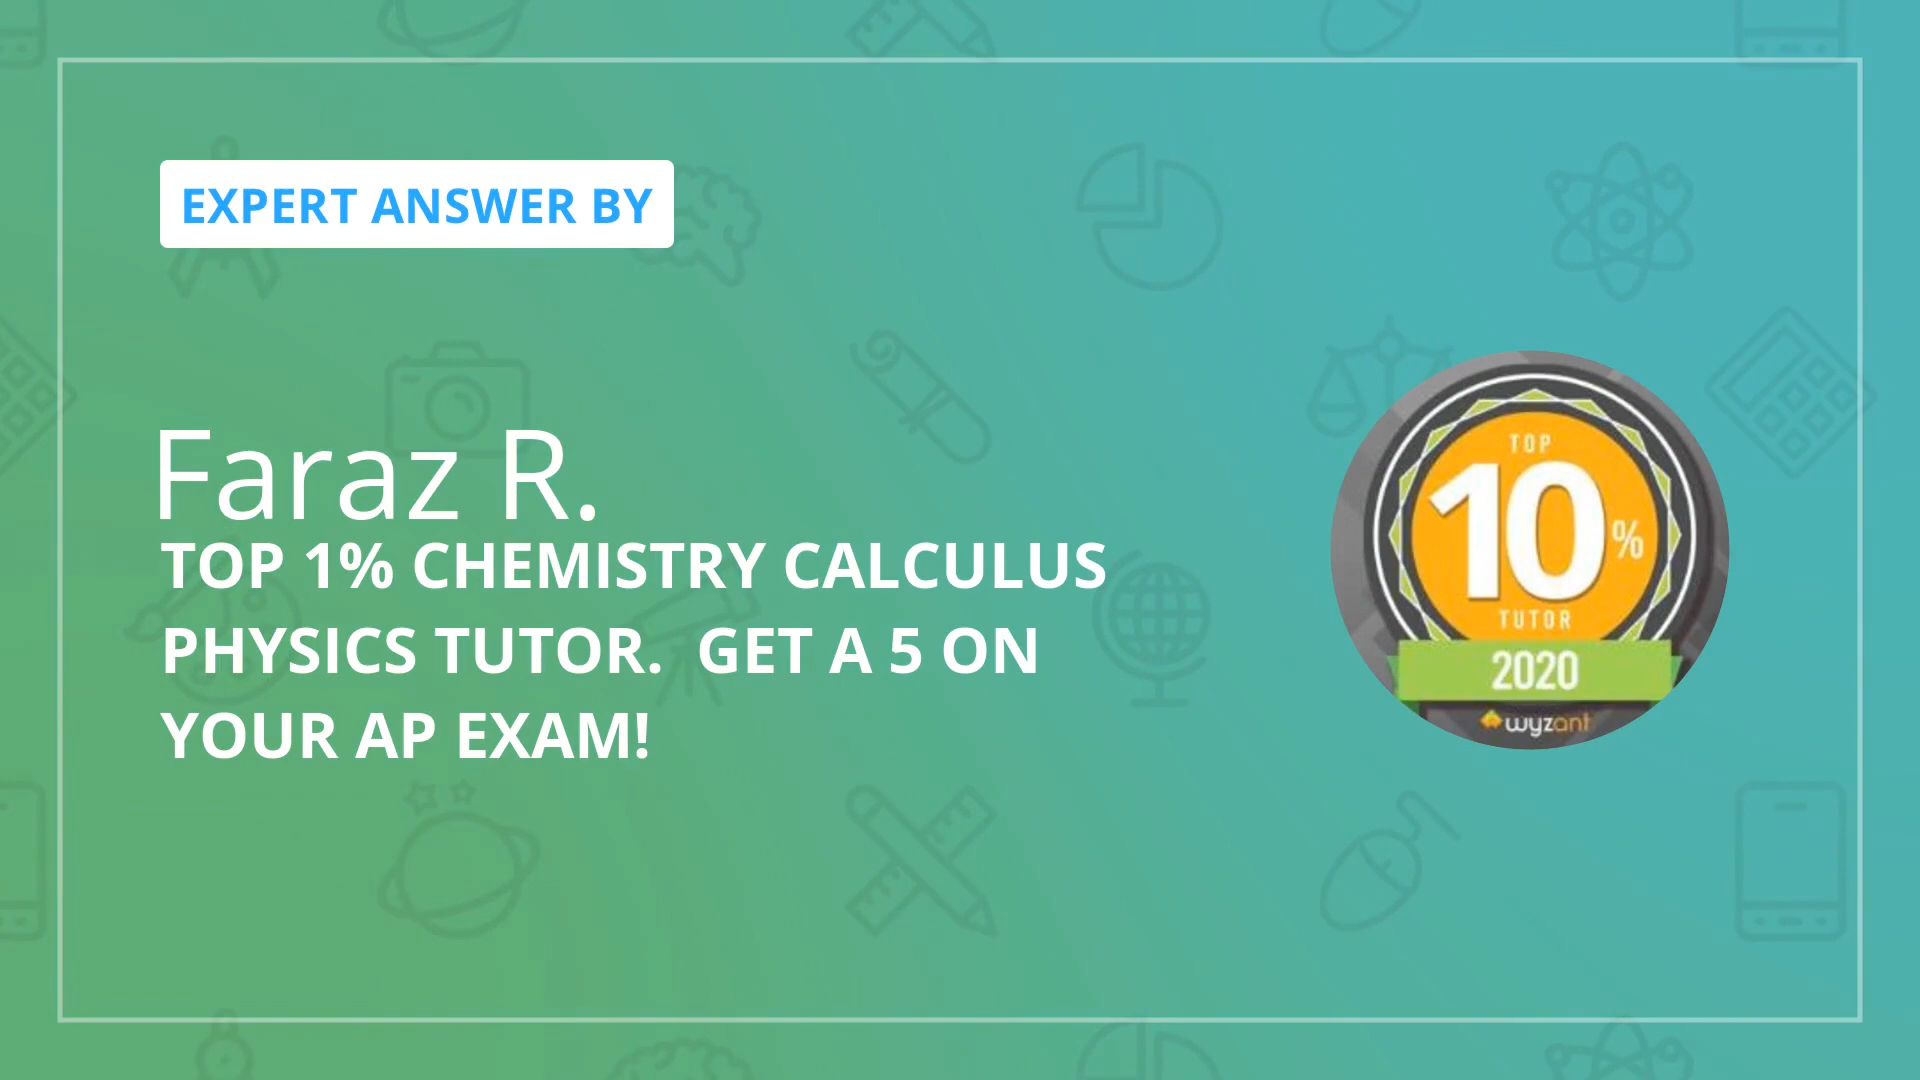 EXPERT ANSWER BY
Faraz R.
TOP 1% CHEMISTRY CALCULUS
PHYSICS TUTOR.  GET A 5 ON
YOUR AP EXAM!
TOP
10%
TUTOR
2020
wyzant